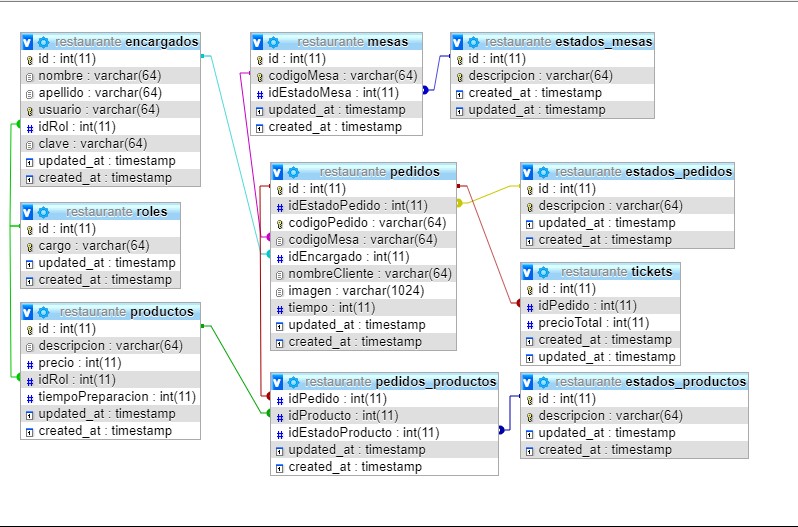 restaurante encargados
id : int(11)
nombre : varchar(64)
apellido : varchar(64)
usuario : varchar(64)
idRol : int(11)
clave : varchar(64)
updated_at : timestamp
created_at : timestamp
restaurante mesas
id : int(11)
codigoMesa : varchar(64)
idEstadoMesa : int(11)
updated_at : timestamp
created_at : timestamp
restaurante estados_mesas
id : int(11)
descripcion : varchar(64)
created_at : timestamp
updated_at : timestamp
restaurante roles
id : int(11)
cargo : varchar(64)
updated_at : timestamp
created_at : timestamp
restaurante pedidos
id : int(11)
idEstadoPedido : int(11)
codigoPedido : varchar(64)
codigoMesa : varchar(64)
idEncargado : int(11)
nombreCliente : varchar(64)
imagen : varchar(1024)
tiempo : int(11)
updated_at : timestamp
created_at : timestamp
restaurante estados_pedidos
id : int(11)
descripcion : varchar(64)
updated_at : timestamp
created_at : timestamp
restaurante tickets
id : int(11)
idPedido : int(11)
precioTotal : int(11)
created_at : timestamp
updated_at : timestamp
restaurante productos
id : int(11)
descripcion : varchar(64)
precio : int(11)
idRol : int(11)
tiempoPreparacion : int(11)
updated_at : timestamp
created_at : timestamp
restaurante pedidos_productos
idPedido : int(11)
idProducto : int(11)
idEstadoProducto : int(11)
updated_at : timestamp
created_at : timestamp
restaurante estados_productos
id : int(11)
descripcion : varchar(64)
updated_at : timestamp
created_at : timestamp